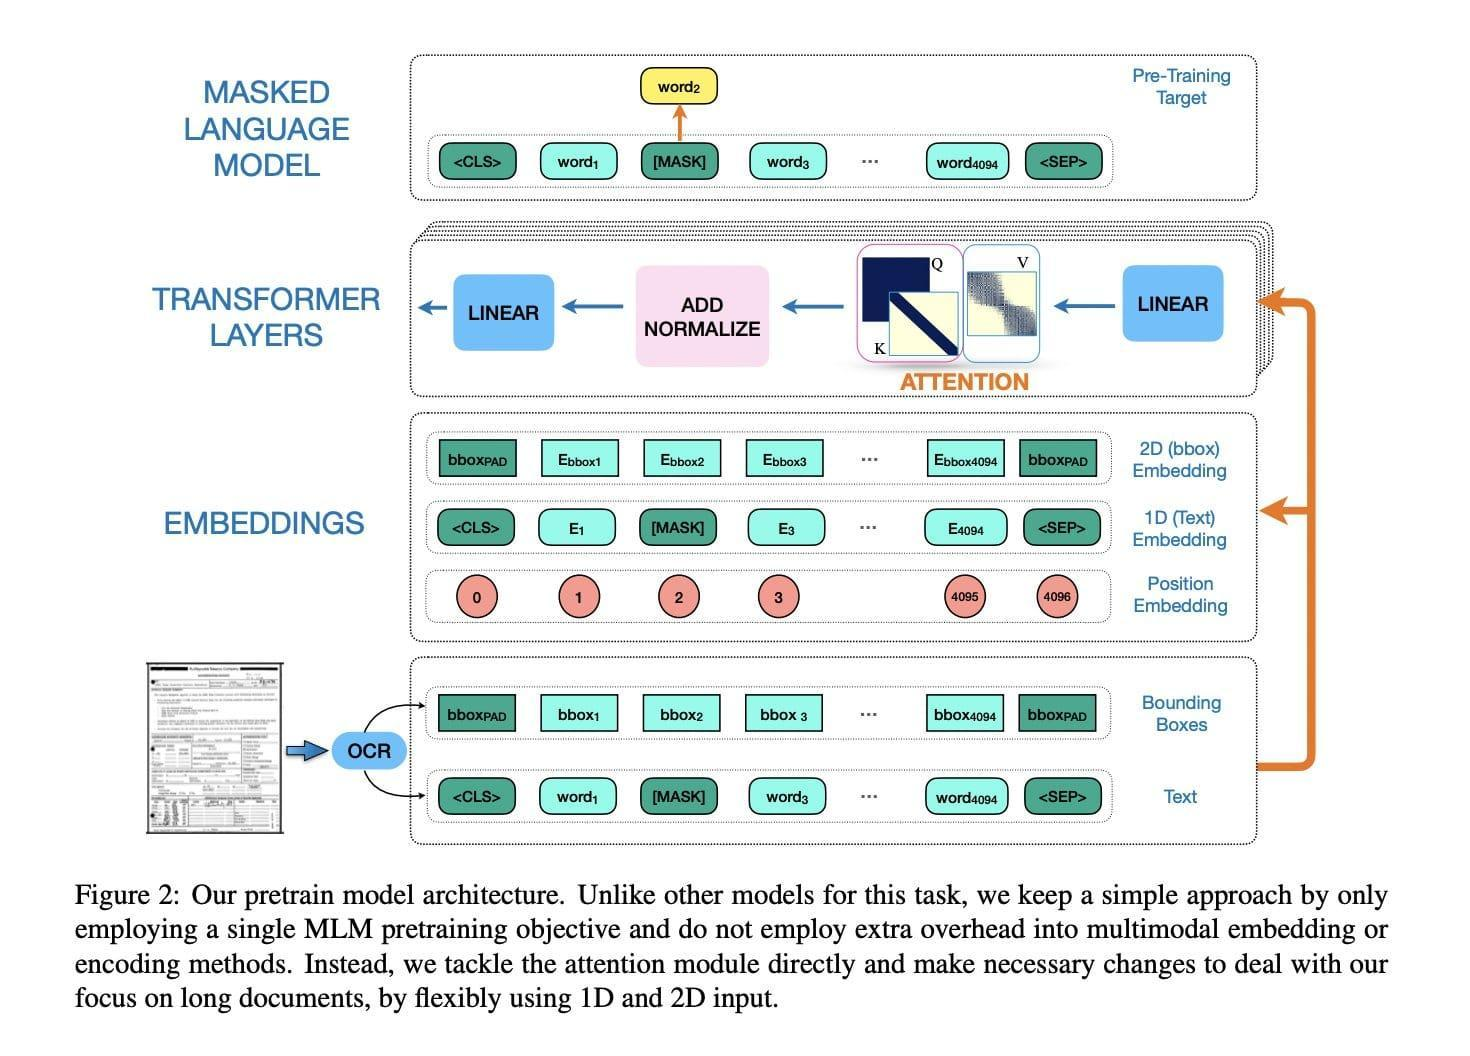 MASKED
LANGUAGE
MODEL
Pre-Training
Target
word2
<CLS> word1 [MASK] word3 ... word4094 <SEP>
TRANSFORMER
LAYERS
LINEAR
ADD
NORMALIZE
Q
K
V
ATTENTION
LINEAR
EMBEDDINGS
bboxPAD Ebbox1 Ebbox2 Ebbox3 ... Ebbox4094 bboxPAD
2D (bbox)
Embedding
<CLS> E1 [MASK] E3 ... E4094 <SEP>
1D (Text)
Embedding
0 1 2 3 4095 4096
Position
Embedding
OCR
bboxPAD bbox1 bbox2 bbox 3 ... bbox4094 bboxPAD
Bounding
Boxes
<CLS> word1 [MASK] word3 ... word4094 <SEP>
Text
Figure 2: Our pretrain model architecture. Unlike other models for this task, we keep a simple approach by only
employing a single MLM pretraining objective and do not employ extra overhead into multimodal embedding or
encoding methods. Instead, we tackle the attention module directly and make necessary changes to deal with our
focus on long documents, by flexibly using 1D and 2D input.